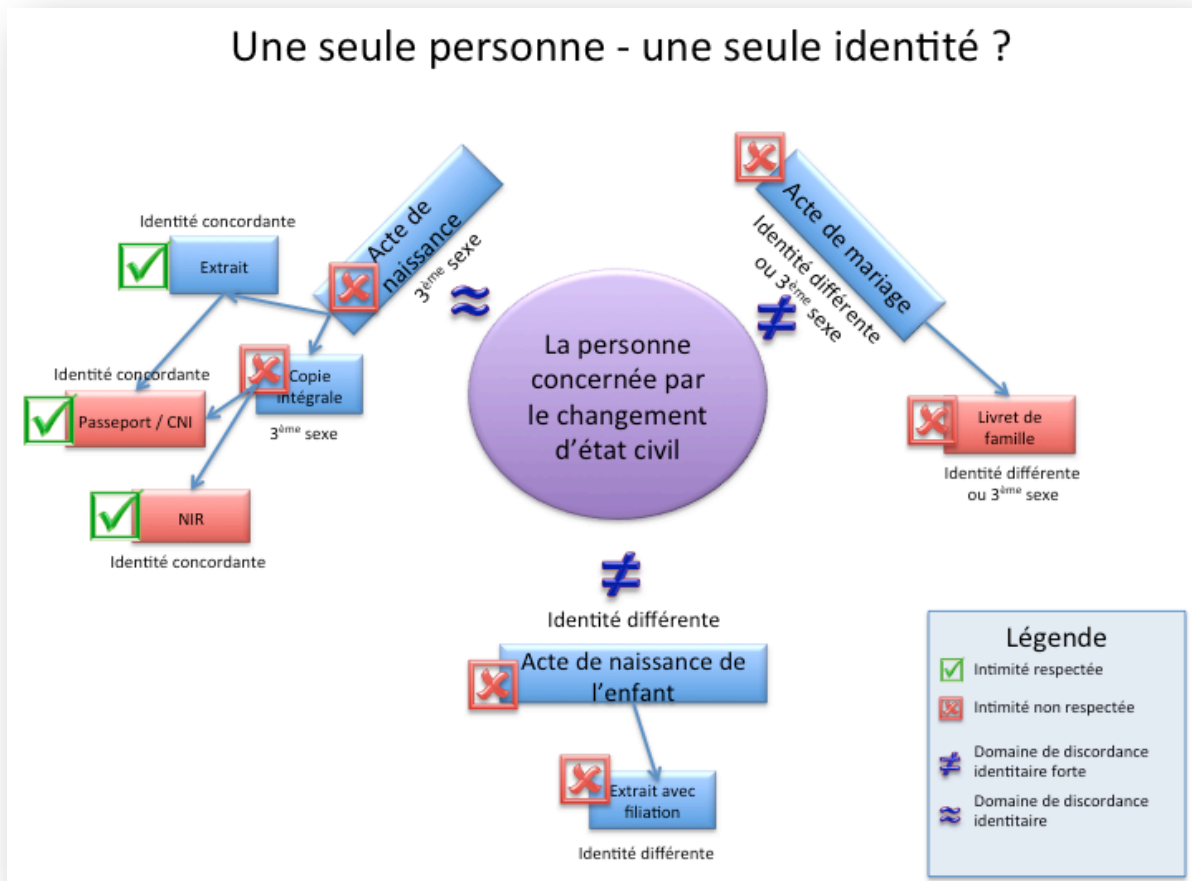 Une seule personne - une seule identité ?
Acte de
naissance
3ème sexe
Identité concordante
Extrait
Copie
intégrale
3ème sexe
Identité concordante
Passeport / CNI
NIR
Identité concordante
La personne
concernée par
le changement
d’état civil
Acte de mariage
Identité différente
ou 3ème sexe
Livret de
famille
Identité différente
ou 3ème sexe
Identité différente
Acte de naissance de
l’enfant
Extrait avec
filiation
Identité différente
Légende
Intimité respectée
Intimité non respectée
≠ Domaine de discordance
identitaire forte
≈ Domaine de discordance
identitaire